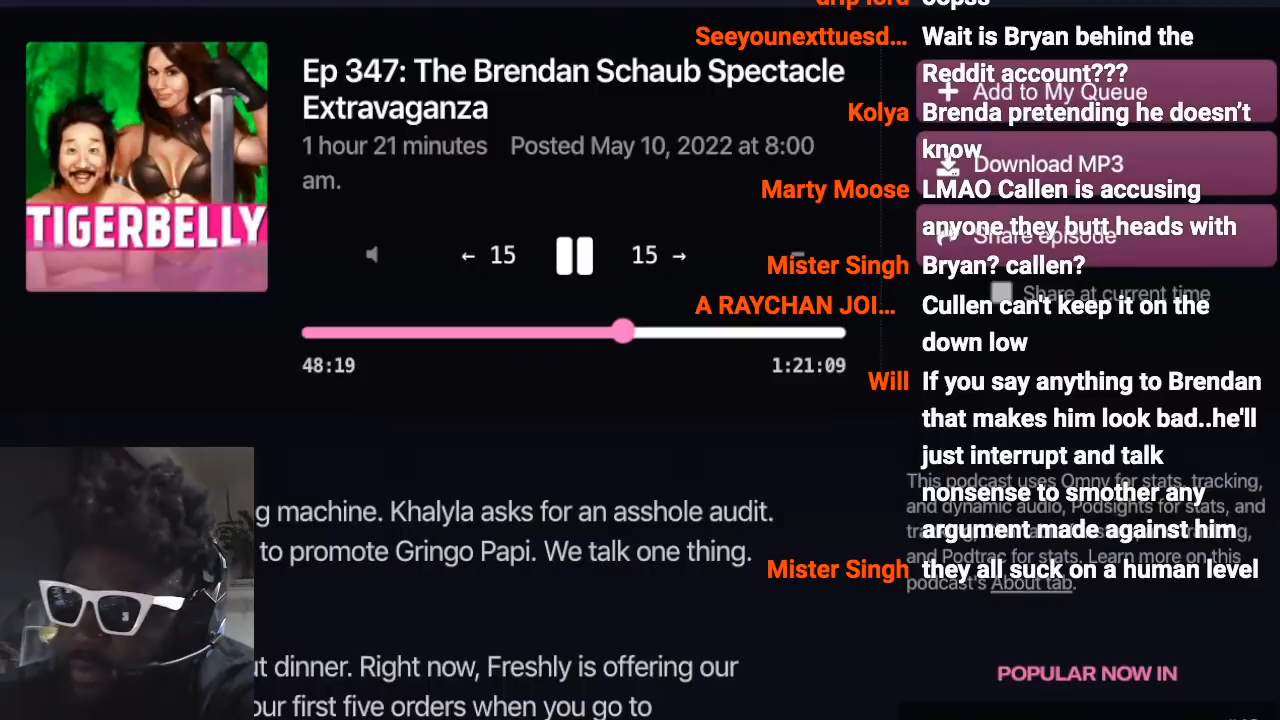 drip lord oopss
Seeyounexttuesd... Wait is Bryan behind the
Reddit account???
Kolya Brenda pretending he doesn't
know
Marty Moose LMAO Callen is accusing
anyone they butt heads with
Mister Singh Bryan? callen?
A RAYCHAN JOI... Cullen can't keep it on the
down low
Will If you say anything to Brendan
that makes him look bad..he'll
just interrupt and talk
nonsense to smother any
argument made against him
Mister Singh they all suck on a human level
TIGERBELLY
Ep 347: The Brendan Schaub Spectacle
Extravaganza
1 hour 21 minutes Posted May 10, 2022 at 8:00
am.
← 15 15 →
48:19 1:21:09
Add to My Queue
Download MP3
Share episode
Share at current time
g machine. Khalyla asks for an asshole audit.
to promote Gringo Papi. We talk one thing.
ut dinner. Right now, Freshly is offering our
our first five orders when you go to
This podcast uses Omny for stats, tracking,
and dynamic audio, Podsights for stats, and
and Podtrac for stats. Learn more on this
podcast's About tab.
POPULAR NOW IN